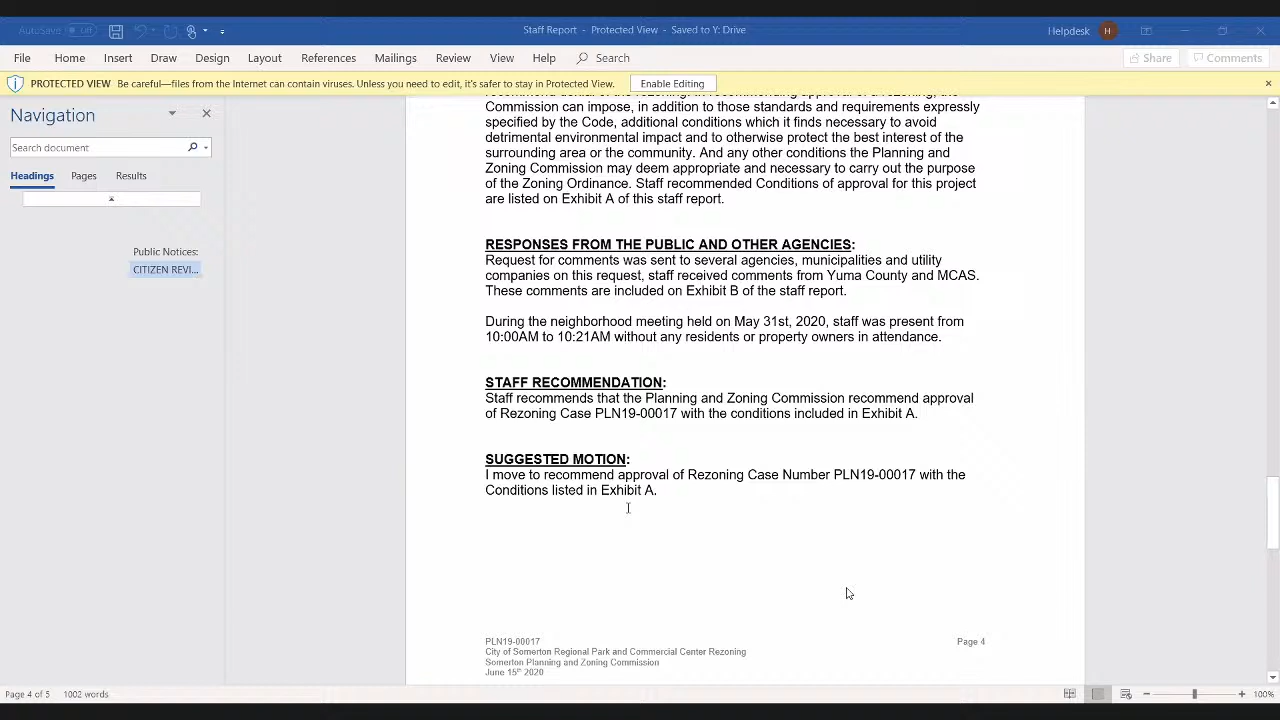 AutoSave Off
Staff Report - Protected View - Saved to Y: Drive
Helpdesk H
File Home Insert Draw Design Layout References Mailings Review View Help Search Share Comments
PROTECTED VIEW Be careful—files from the Internet can contain viruses. Unless you need to edit, it's safer to stay in Protected View. Enable Editing
Navigation
Search document
Headings Pages Results
Public Notices:
CITIZEN REVI...
Commission can impose, in addition to those standards and requirements expressly
specified by the Code, additional conditions which it finds necessary to avoid
detrimental environmental impact and to otherwise protect the best interest of the
surrounding area or the community. And any other conditions the Planning and
Zoning Commission may deem appropriate and necessary to carry out the purpose
of the Zoning Ordinance. Staff recommended Conditions of approval for this project
are listed on Exhibit A of this staff report.
RESPONSES FROM THE PUBLIC AND OTHER AGENCIES:
Request for comments was sent to several agencies, municipalities and utility
companies on this request, staff received comments from Yuma County and MCAS.
These comments are included on Exhibit B of the staff report.
During the neighborhood meeting held on May 31st, 2020, staff was present from
10:00AM to 10:21AM without any residents or property owners in attendance.
STAFF RECOMMENDATION:
Staff recommends that the Planning and Zoning Commission recommend approval
of Rezoning Case PLN19-00017 with the conditions included in Exhibit A.
SUGGESTED MOTION:
I move to recommend approval of Rezoning Case Number PLN19-00017 with the
Conditions listed in Exhibit A.
PLN19-00017 Page 4
City of Somerton Regional Park and Commercial Center Rezoning
Somerton Planning and Zoning Commission
June 15th 2020
Page 4 of 5 1002 words
100%